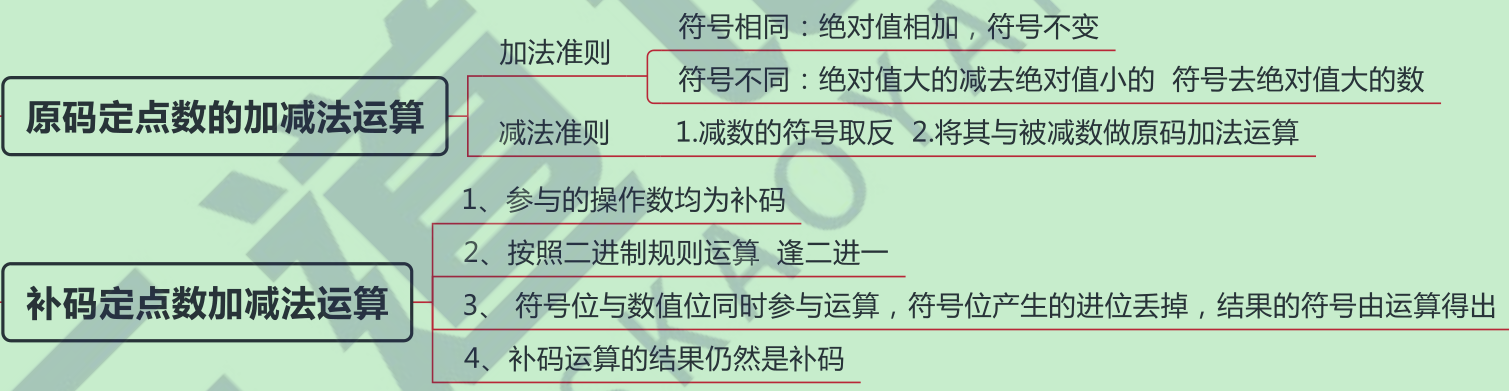 原码定点数的加减法运算
加法准则
符号相同：绝对值相加，符号不变
符号不同：绝对值大的减去绝对值小的 符号去绝对值大的数
减法准则
1.减数的符号取反 2.将其与被减数做原码加法运算
补码定点数加减法运算
1、参与的操作数均为补码
2、按照二进制规则运算 逢二进一
3、 符号位与数值位同时参与运算，符号位产生的进位丢掉，结果的符号由运算得出
4、补码运算的结果仍然是补码